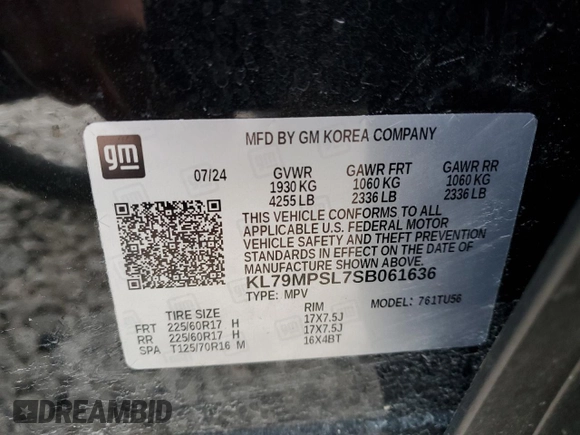 gm
MFD BY GM KOREA COMPANY
07/24 GVWR GAWR FRT GAWR RR
1930 KG 1060 KG 1060 KG
4255 LB 2336 LB 2336 LB
THIS VEHICLE CONFORMS TO ALL
APPLICABLE U.S. FEDERAL MOTOR
VEHICLE SAFETY AND THEFT PREVENTION
STANDARDS IN EFFECT ON THE DATE OF
MANUFACTURE SHOWN ABOVE.
KL79MPSL7SB061636
TYPE: MPV MODEL: 761TU56
TIRE SIZE RIM
FRT 225/60R17 H 17X7.5J
RR 225/60R17 H 17X7.5J
SPA T125/70R16 M 16X4BT
DREAMBID